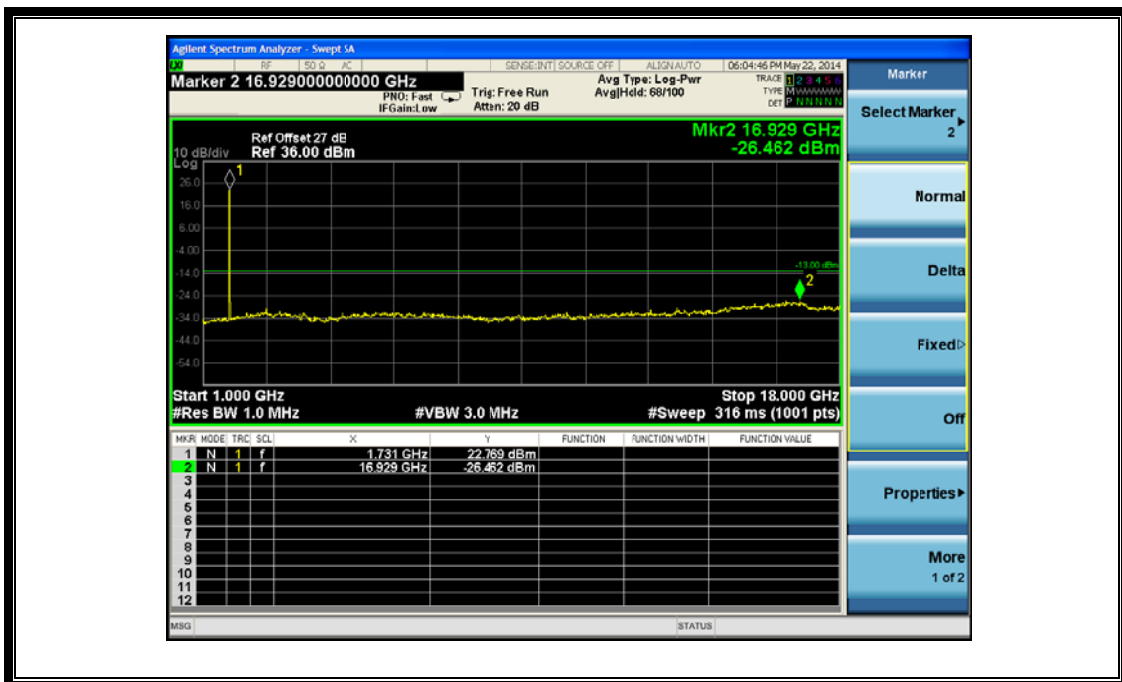 Agilent Spectrum Analyzer - Swept SA
LXI RF 50 Ω AC SENSE:INT SOURCE OFF ALIGN AUTO 06:04:46 PM May 22, 2014
Marker 2 16.929000000000 GHz
PNO: Fast
IFGain:Low
Trig: Free Run
Atten: 20 dB
Avg Type: Log-Pwr
Avg|Hold: 68/100
TRACE 1 2 3 4 5 6
TYPE M WWWWW
DET P N N N N N
Ref Offset 27 dB
Ref 36.00 dBm
10 dB/div
Log
Mkr2 16.929 GHz
-26.462 dBm
1
26.0
16.0
6.00
-4.00
-13.00 dBm
-14.0
2
-24.0
-34.0
-44.0
-54.0
Start 1.000 GHz Stop 18.000 GHz
#Res BW 1.0 MHz #VBW 3.0 MHz #Sweep 316 ms (1001 pts)
MKR MODE TRC SCL X Y FUNCTION FUNCTION WIDTH FUNCTION VALUE
1 N 1 f 1.731 GHz 22.769 dBm
2 N 1 f 16.929 GHz -26.462 dBm
3
4
5
6
7
8
9
10
11
12
MSG STATUS
Marker
Select Marker
2
Normal
Delta
Fixed
Off
Properties
More
1 of 2